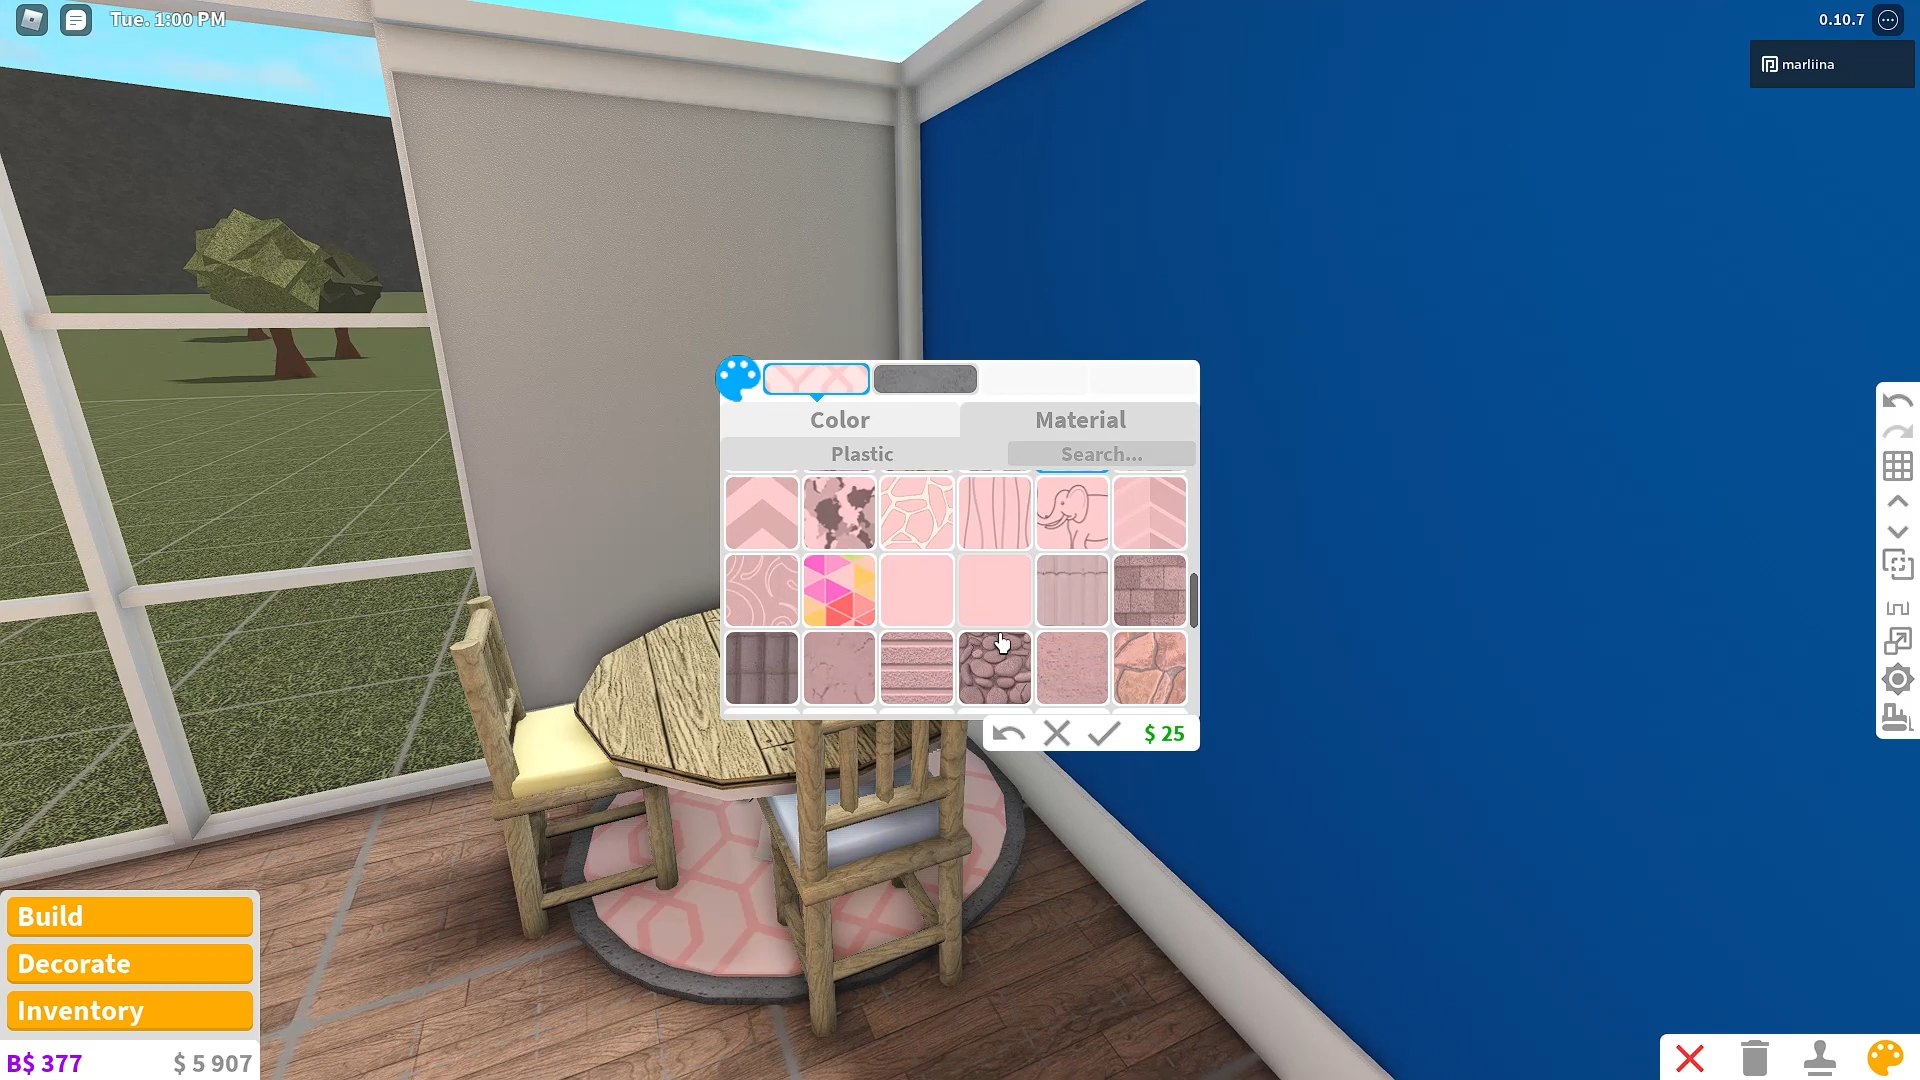 Tue. 1:00 PM
0.10.7
marliina
Color
Material
Plastic
Search...
$ 25
Build
Decorate
Inventory
B$ 377
$ 5 907